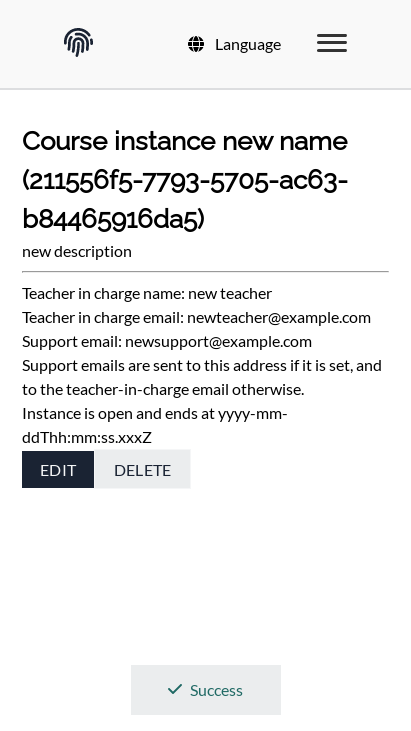 Language
Course instance new name
(211556f5-7793-5705-ac63-
b84465916da5)
new description
Teacher in charge name: new teacher
Teacher in charge email: newteacher@example.com
Support email: newsupport@example.com
Support emails are sent to this address if it is set, and
to the teacher-in-charge email otherwise.
Instance is open and ends at yyyy-mm-
ddThh:mm:ss.xxxZ
EDIT DELETE
Success